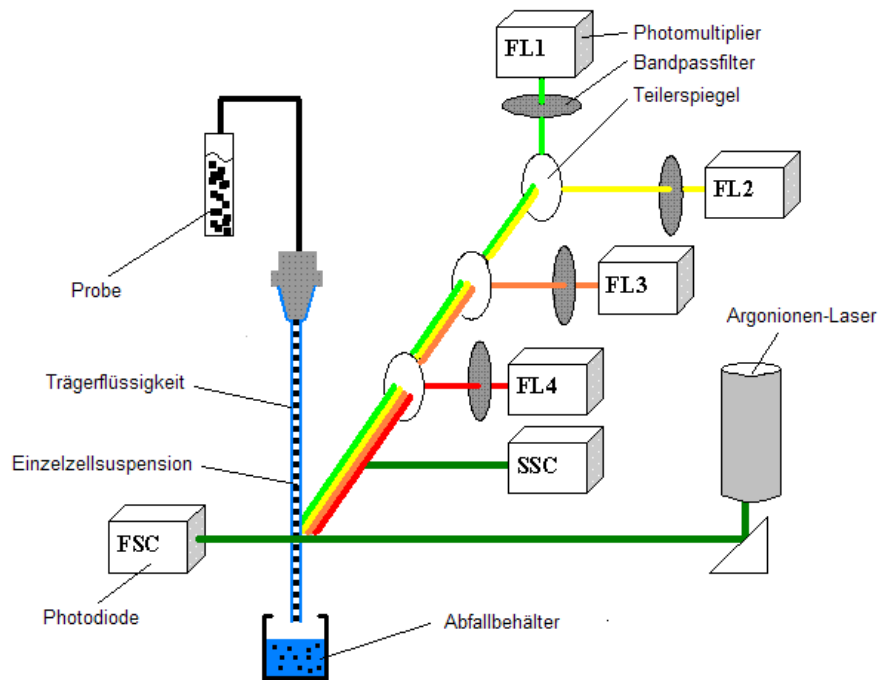 FL1
Photomultiplier
Bandpassfilter
Teilerspiegel
FL2
Probe
FL3
Argonionen-Laser
Trägerflüssigkeit
FL4
Einzelzellsuspension
SSC
FSC
Photodiode
Abfallbehälter